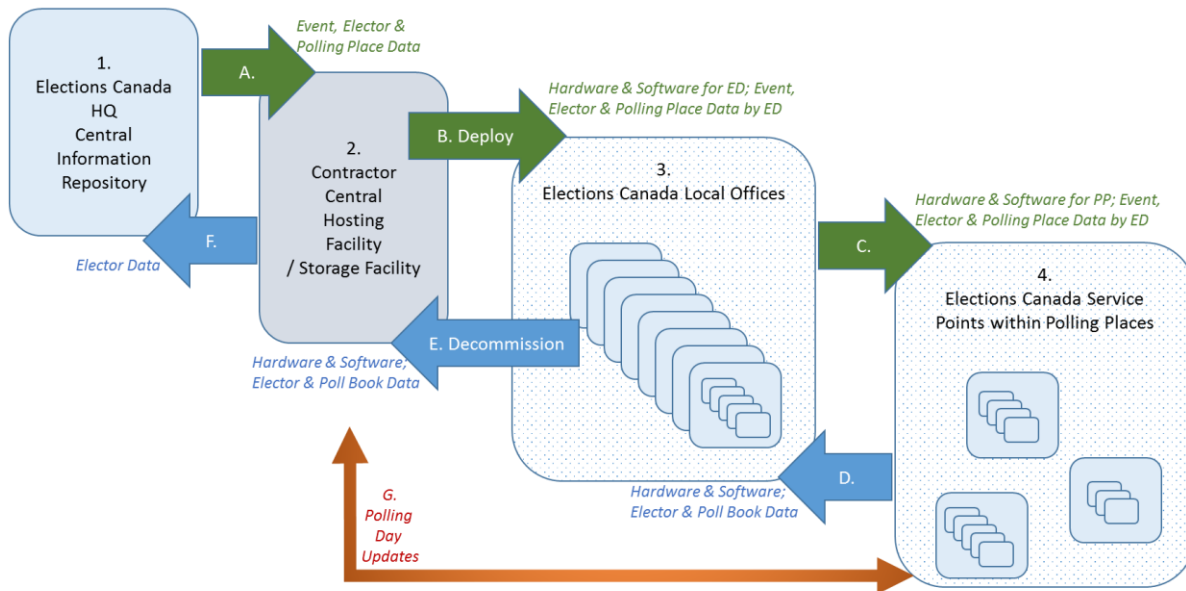 1.
Elections Canada
HQ
Central
Information
Repository
A.
Event, Elector &
Polling Place Data
2.
Contractor
Central
Hosting
Facility
/ Storage Facility
B. Deploy
Hardware & Software for ED; Event,
Elector & Polling Place Data by ED
3.
Elections Canada Local Offices
C.
Hardware & Software for PP; Event,
Elector & Polling Place Data by ED
4.
Elections Canada Service
Points within Polling Places
D.
Hardware & Software;
Elector & Poll Book Data
E. Decommission
Hardware & Software;
Elector & Poll Book Data
F.
Elector Data
G.
Polling
Day
Updates